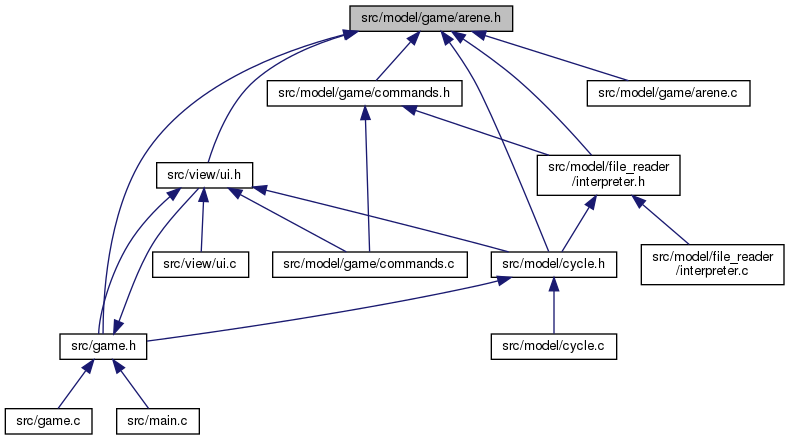 src/model/game/arene.h
src/model/game/commands.h
src/model/game/arene.c
src/model/file_reader
/interpreter.h
src/view/ui.h
src/view/ui.c
src/model/game/commands.c
src/model/cycle.h
src/model/file_reader
/interpreter.c
src/game.h
src/model/cycle.c
src/game.c
src/main.c